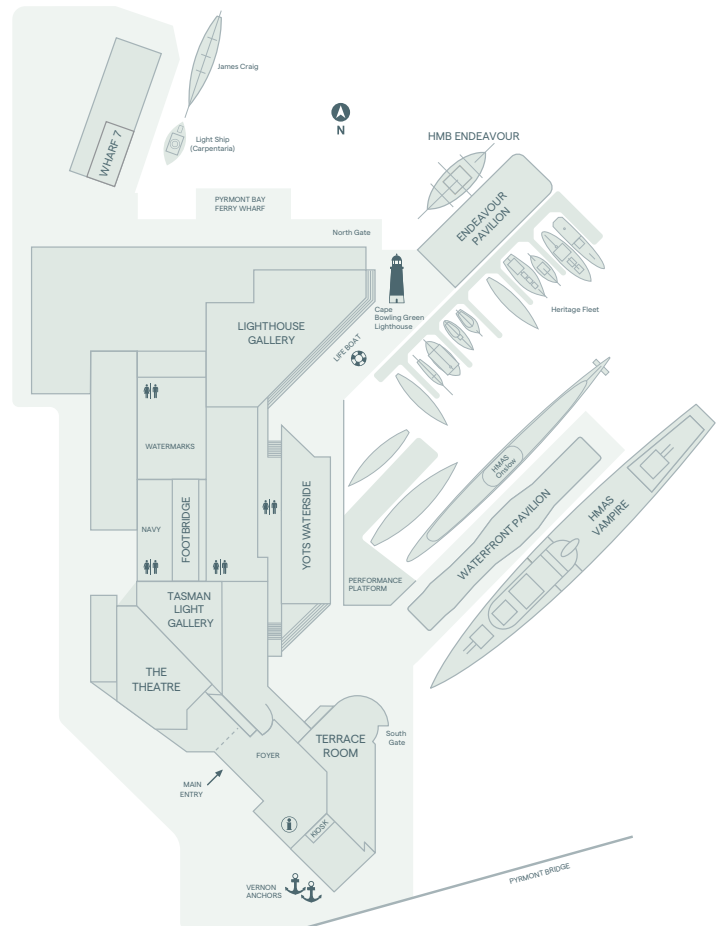 James Craig
WHARF 7
Light Ship
(Carpentaria)
N
HMB ENDEAVOUR
PYRMONT BAY
FERRY WHARF
ENDEAVOUR
PAVILION
North Gate
LIGHTHOUSE
GALLERY
Cape
Bowling Green
Lighthouse
Heritage Fleet
LIFE BOAT
WATERMARKS
HMAS
Onslow
NAVY
FOOTBRIDGE
YOTS WATERSIDE
HMAS
VAMPIRE
WATERFRONT PAVILION
PERFORMANCE
PLATFORM
TASMAN
LIGHT
GALLERY
THE
THEATRE
TERRACE
ROOM
South
Gate
FOYER
MAIN
ENTRY
KIOSK
VERNON
ANCHORS
PYRMONT BRIDGE